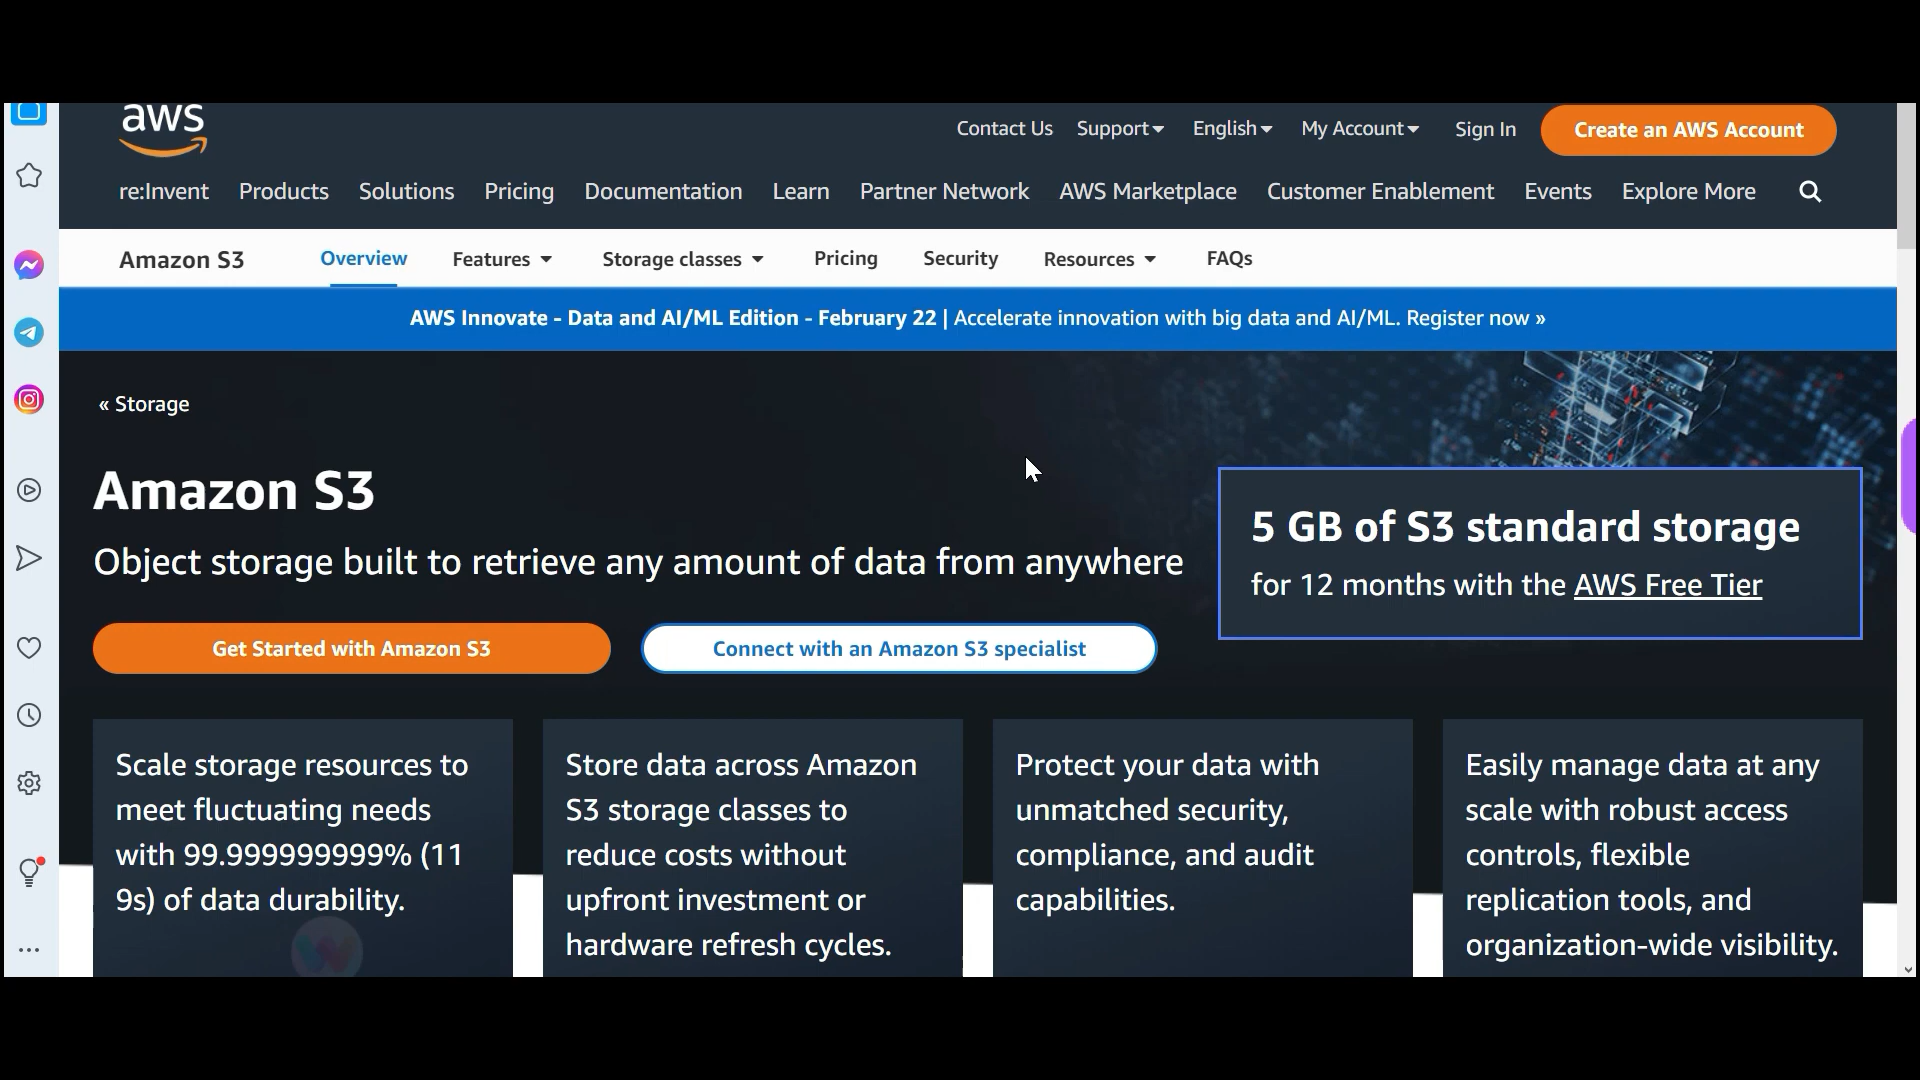 aws
Contact Us Support English My Account Sign In Create an AWS Account
re:Invent Products Solutions Pricing Documentation Learn Partner Network AWS Marketplace Customer Enablement Events Explore More
Amazon S3 Overview Features Storage classes Pricing Security Resources FAQs
AWS Innovate - Data and AI/ML Edition - February 22 | Accelerate innovation with big data and AI/ML. Register now »
« Storage
Amazon S3
Object storage built to retrieve any amount of data from anywhere
Get Started with Amazon S3
Connect with an Amazon S3 specialist
5 GB of S3 standard storage
for 12 months with the AWS Free Tier
Scale storage resources to
meet fluctuating needs
with 99.999999999% (11
9s) of data durability.
Store data across Amazon
S3 storage classes to
reduce costs without
upfront investment or
hardware refresh cycles.
Protect your data with
unmatched security,
compliance, and audit
capabilities.
Easily manage data at any
scale with robust access
controls, flexible
replication tools, and
organization-wide visibility.